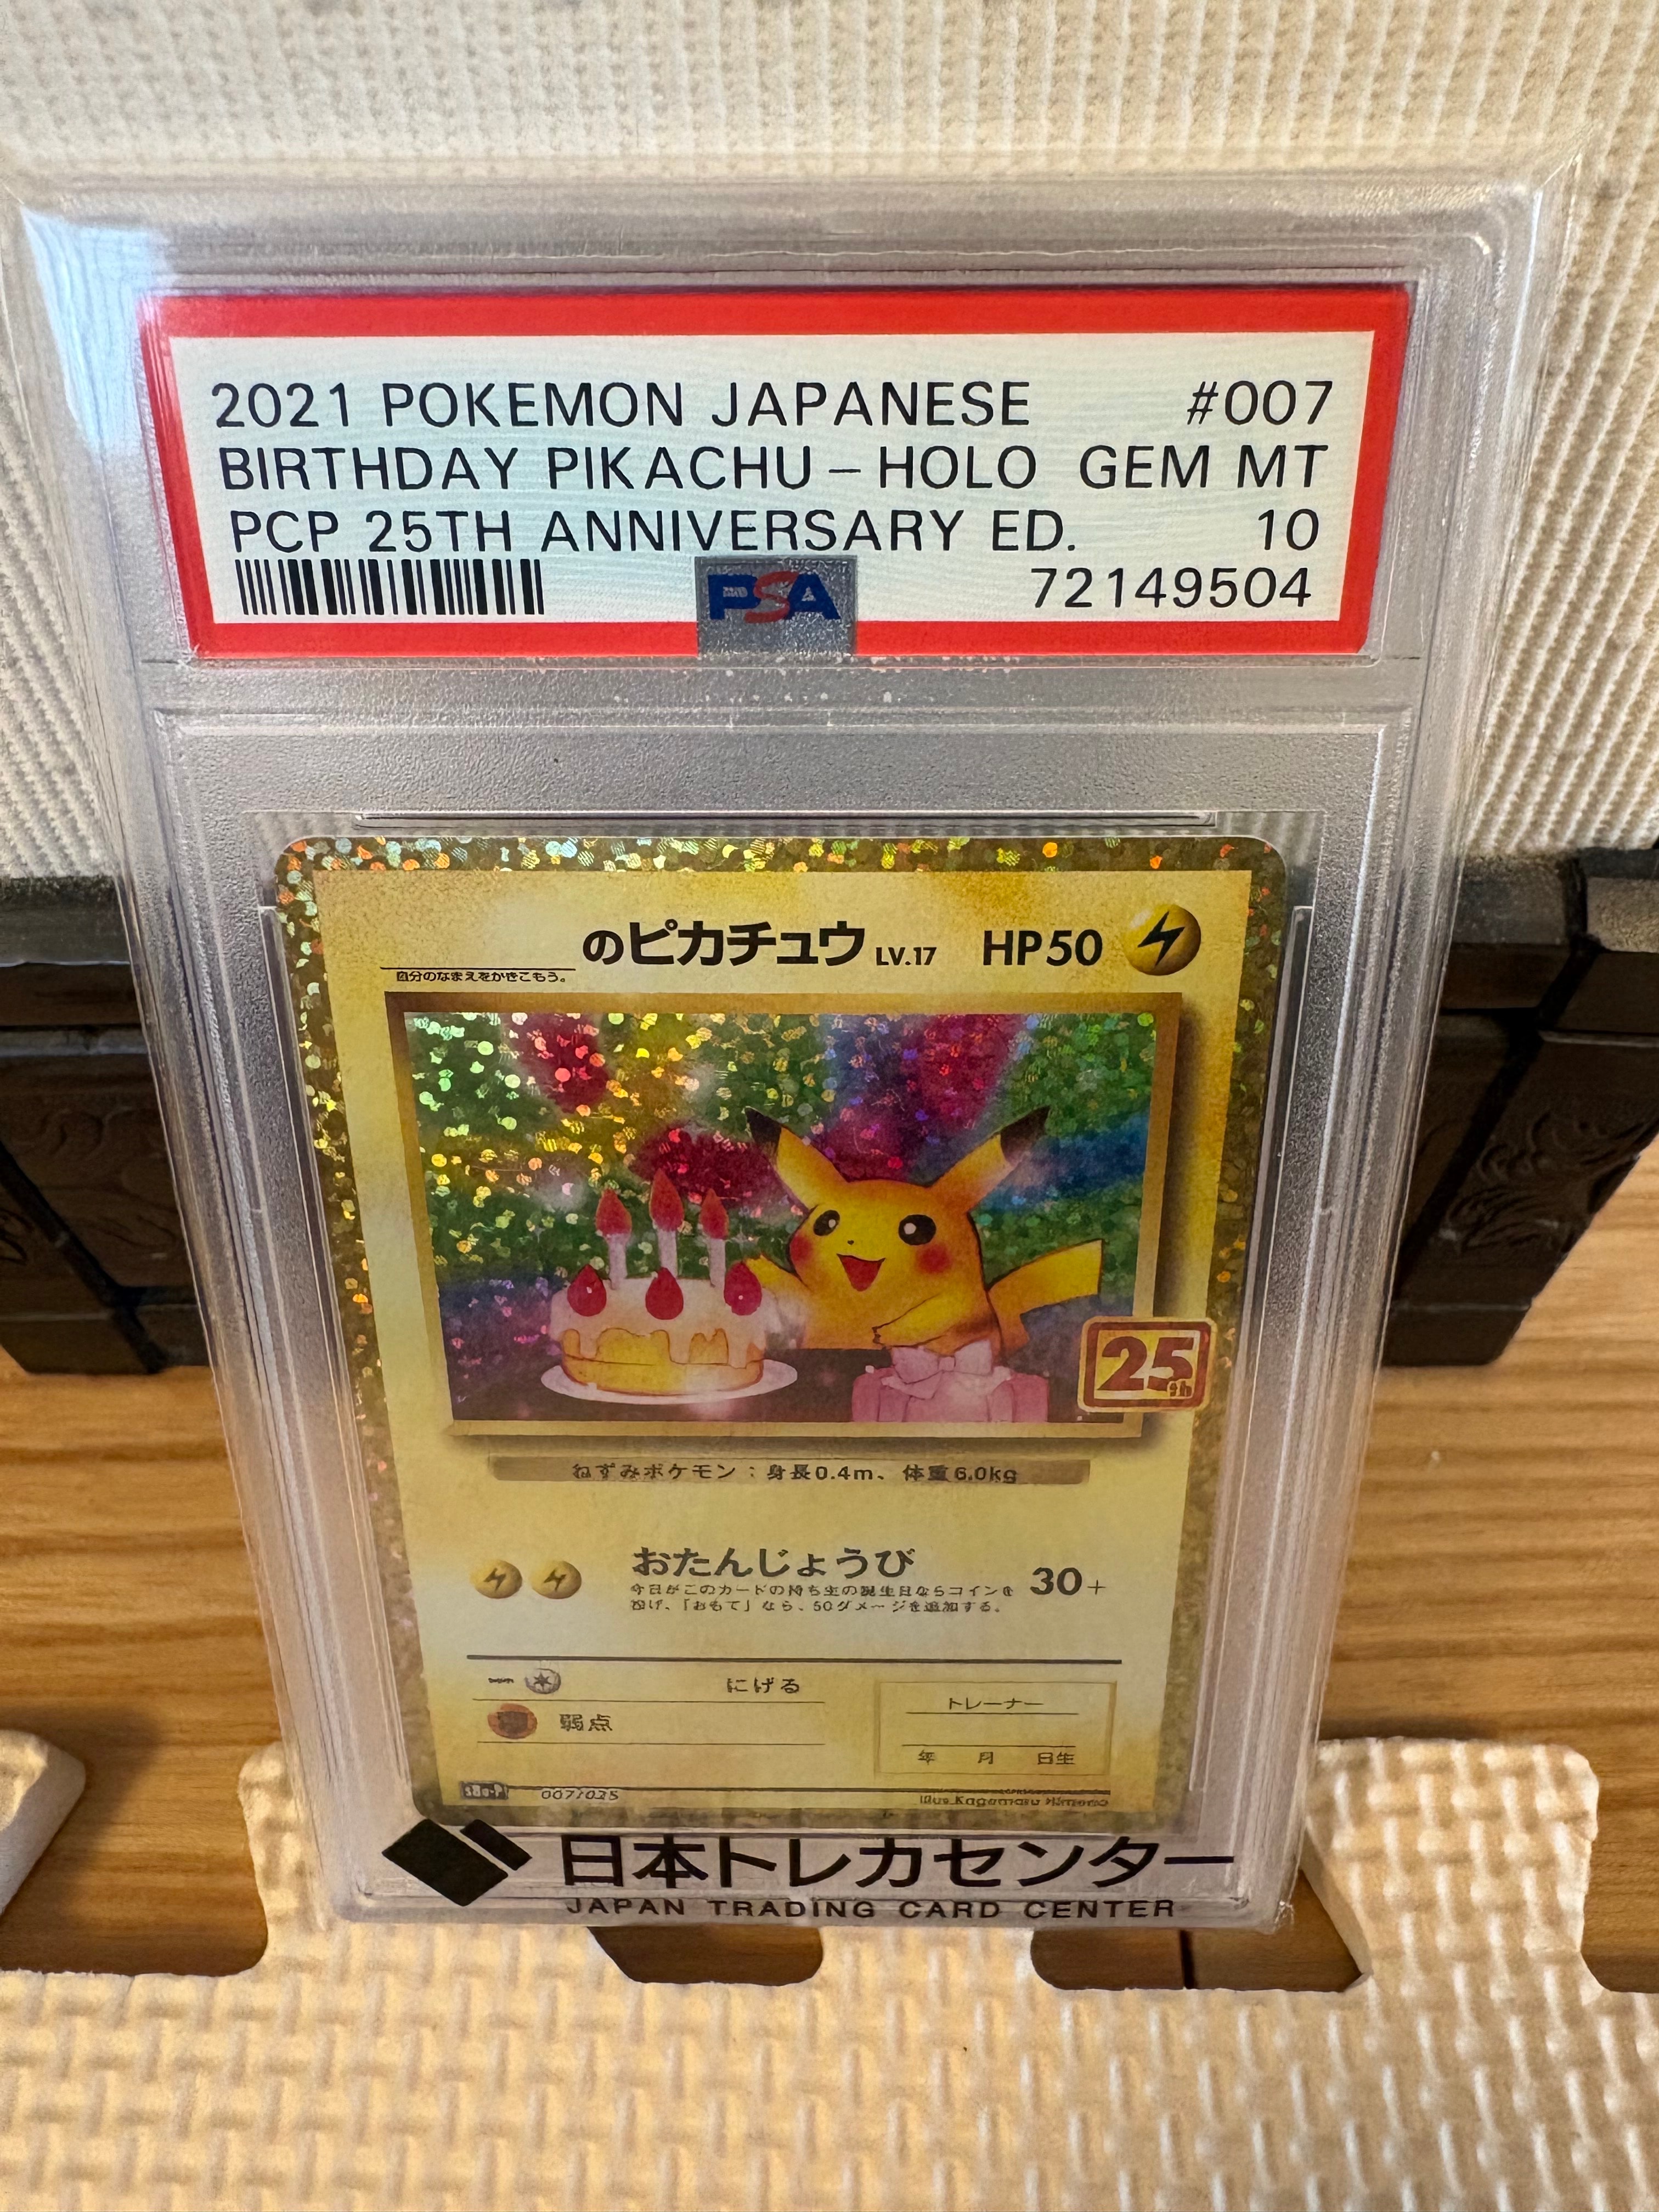 2021 POKEMON JAPANESE #007
BIRTHDAY PIKACHU-HOLO GEM MT
PCP 25TH ANNIVERSARY ED. 10
PSA 72149504
のピカチュウ LV.17 HP50
自分のなまえをかきこもう。
25th
ねずみポケモン：身長0.4m、体重6.0kg
おたんじょうび 30+
今日がこのカードの持ち主の誕生日ならコインを
投げ、「おもて」なら、50ダメージを追加する。
にげる
弱点
トレーナー
年 月 日生
s8a-P 007/025 Illus. Kagemaru Himeno
日本トレカセンター
JAPAN TRADING CARD CENTER